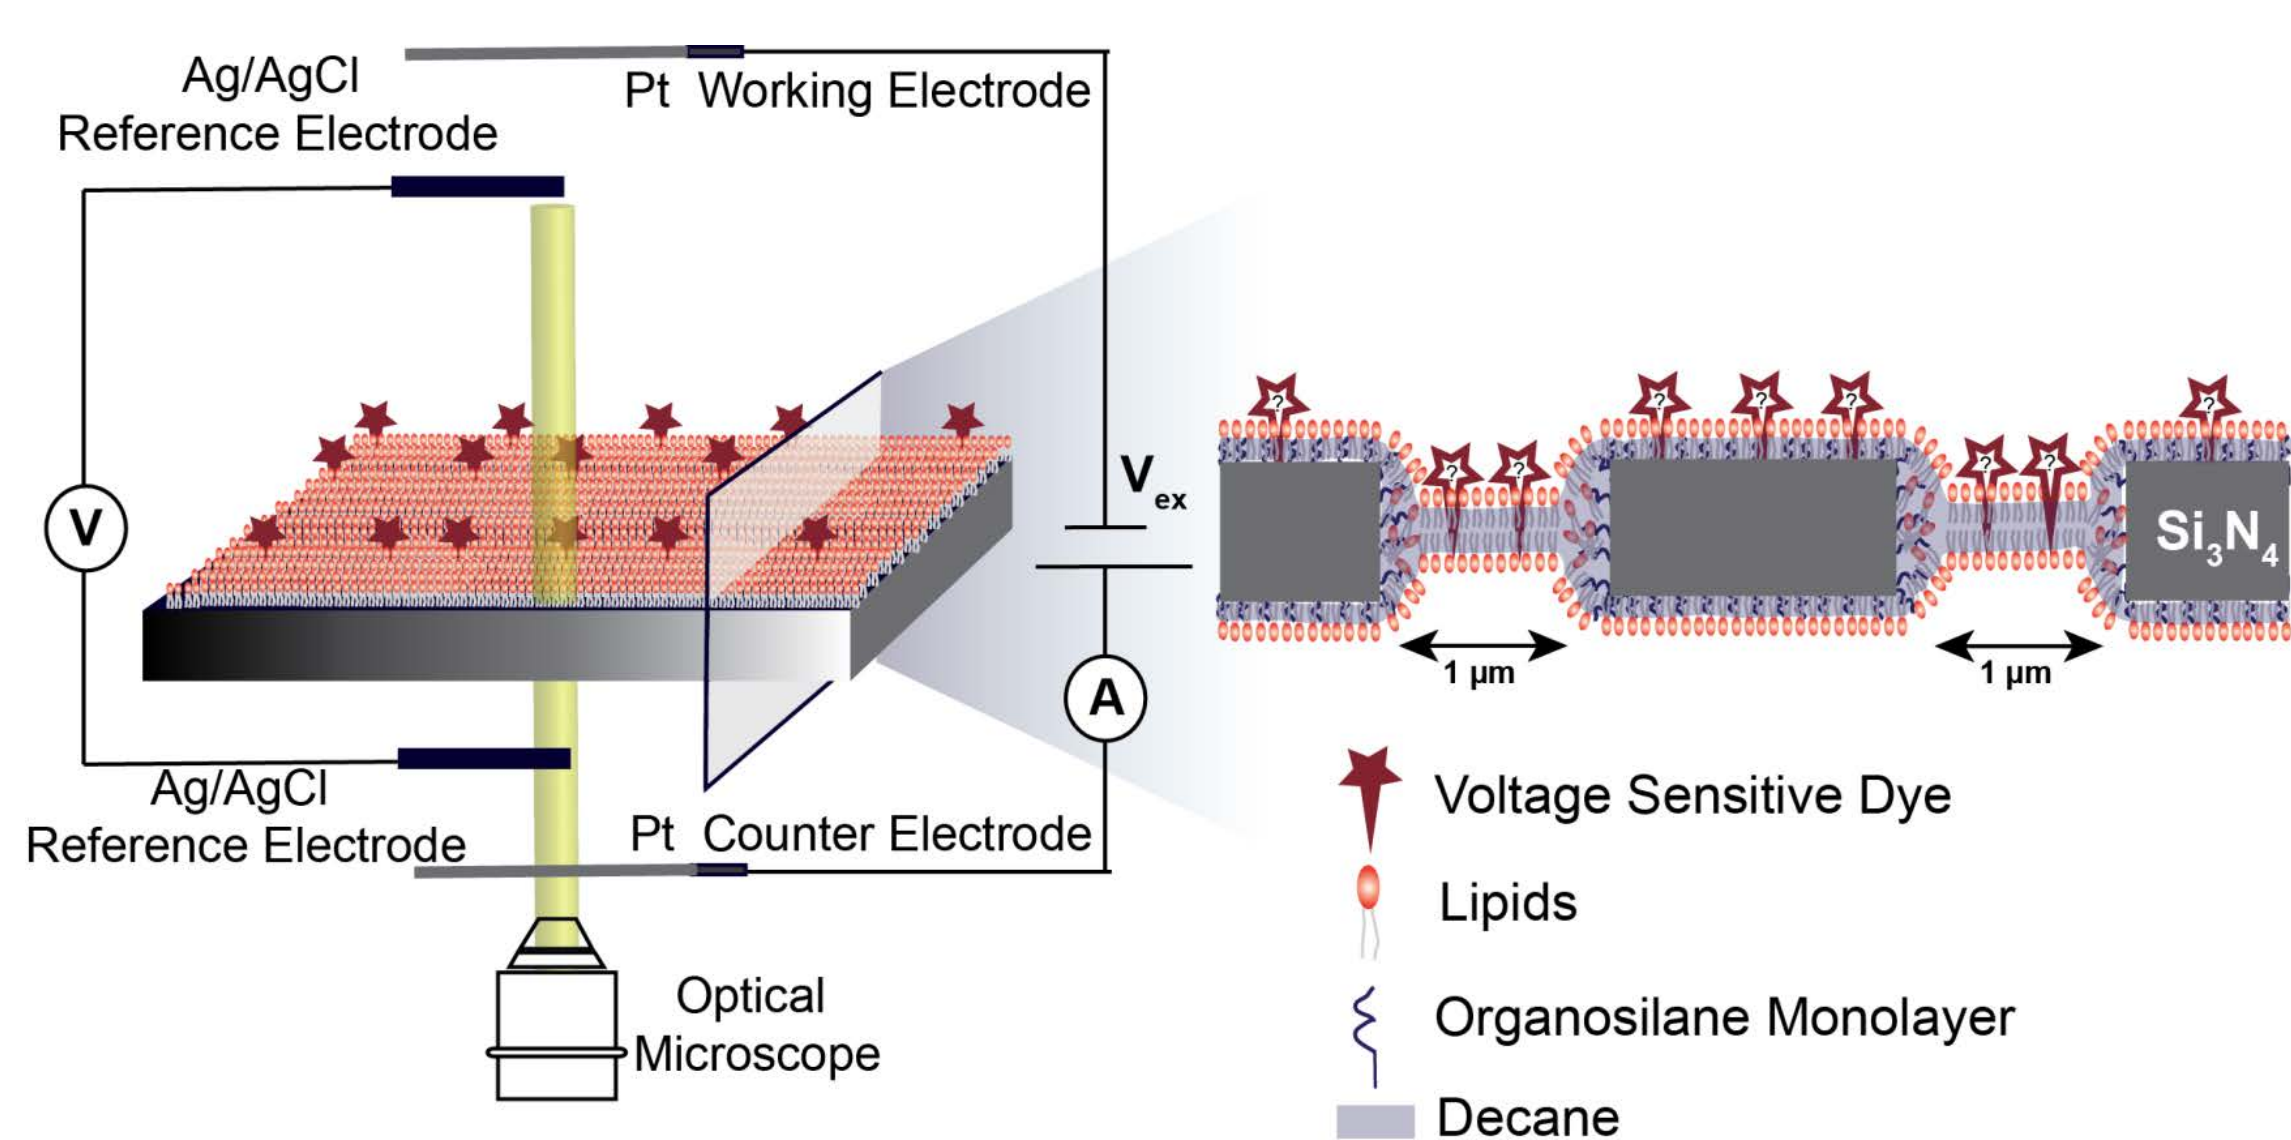 Ag/AgCl
Reference Electrode
Pt Working Electrode
V
V_ex
A
Ag/AgCl
Reference Electrode
Pt Counter Electrode
Optical
Microscope
? ? ? ? ?
? ? ? ?
Si₃N₄
1 µm 1 µm
Voltage Sensitive Dye
Lipids
Organosilane Monolayer
Decane